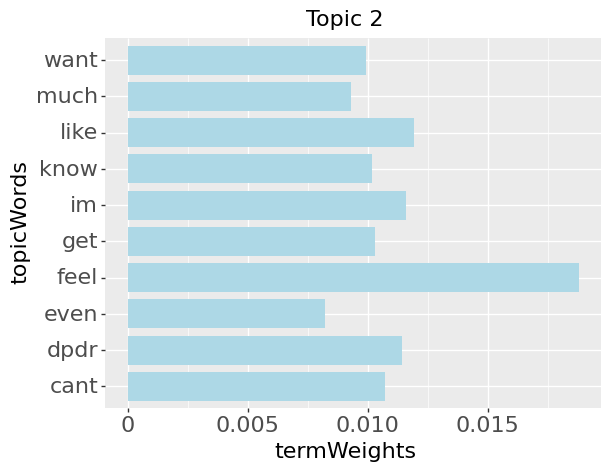 Topic 2
topicWords
want
much
like
know
im
get
feel
even
dpdr
cant
0 0.005 0.010 0.015
termWeights